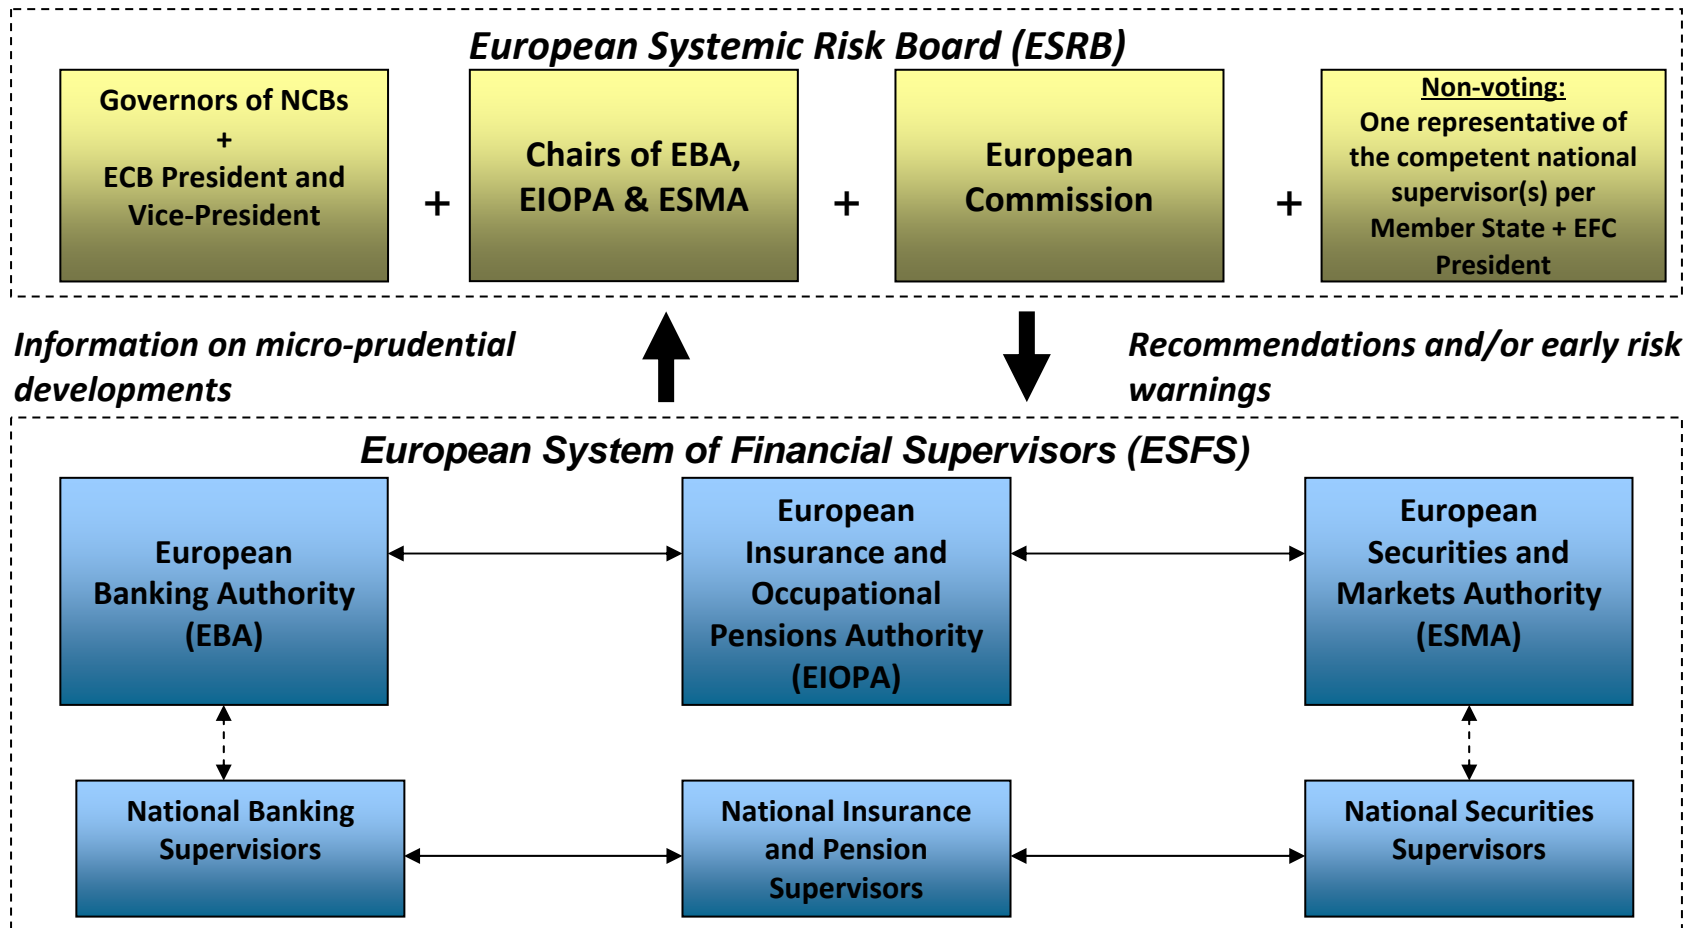 European Systemic Risk Board (ESRB)
Governors of NCBs
+
ECB President and
Vice-President
+
Chairs of EBA,
EIOPA & ESMA
+
European
Commission
+
Non-voting:
One representative of
the competent national
supervisor(s) per
Member State + EFC
President
Information on micro-prudential
developments
Recommendations and/or early risk
warnings
European System of Financial Supervisors (ESFS)
European
Banking Authority
(EBA)
European
Insurance and
Occupational
Pensions Authority
(EIOPA)
European
Securities and
Markets Authority
(ESMA)
National Banking
Supervisiors
National Insurance
and Pension
Supervisors
National Securities
Supervisors